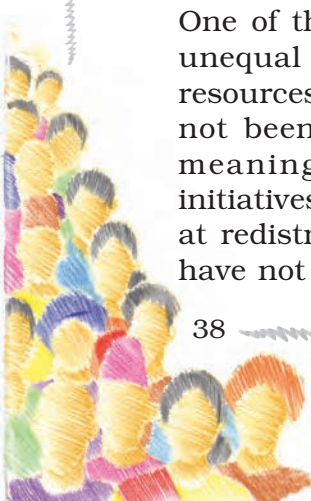 One of th
unequal
resources
not been
meaning
initiatives
at redistr
have not
38